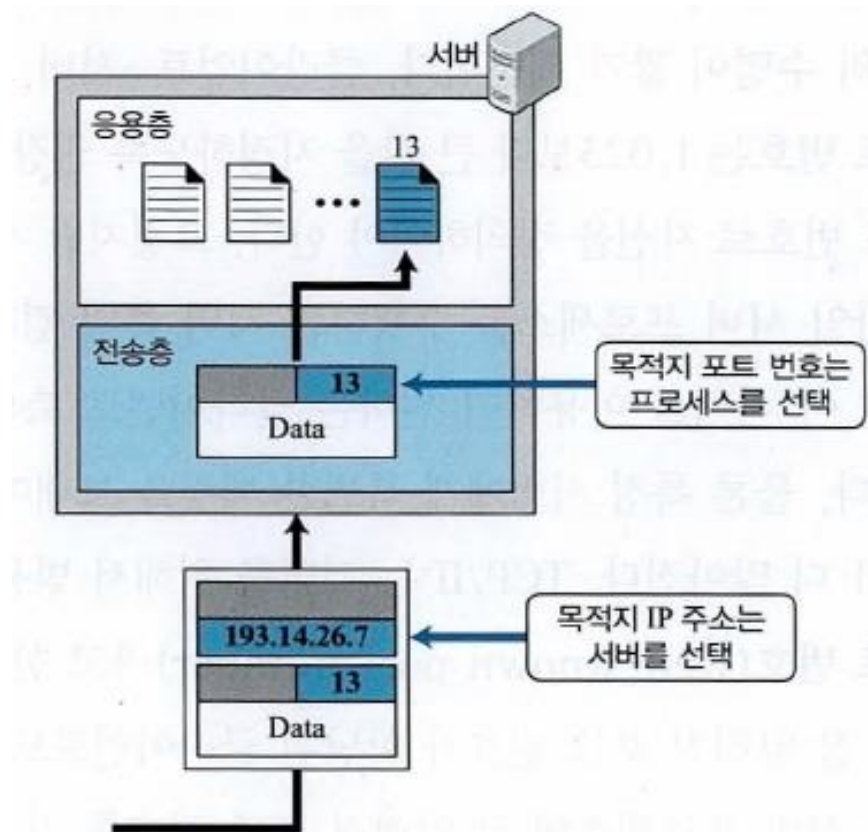 서버
응용층
13
전송층
13
Data
목적지 포트 번호는
프로세스를 선택
193.14.26.7
13
Data
목적지 IP 주소는
서버를 선택